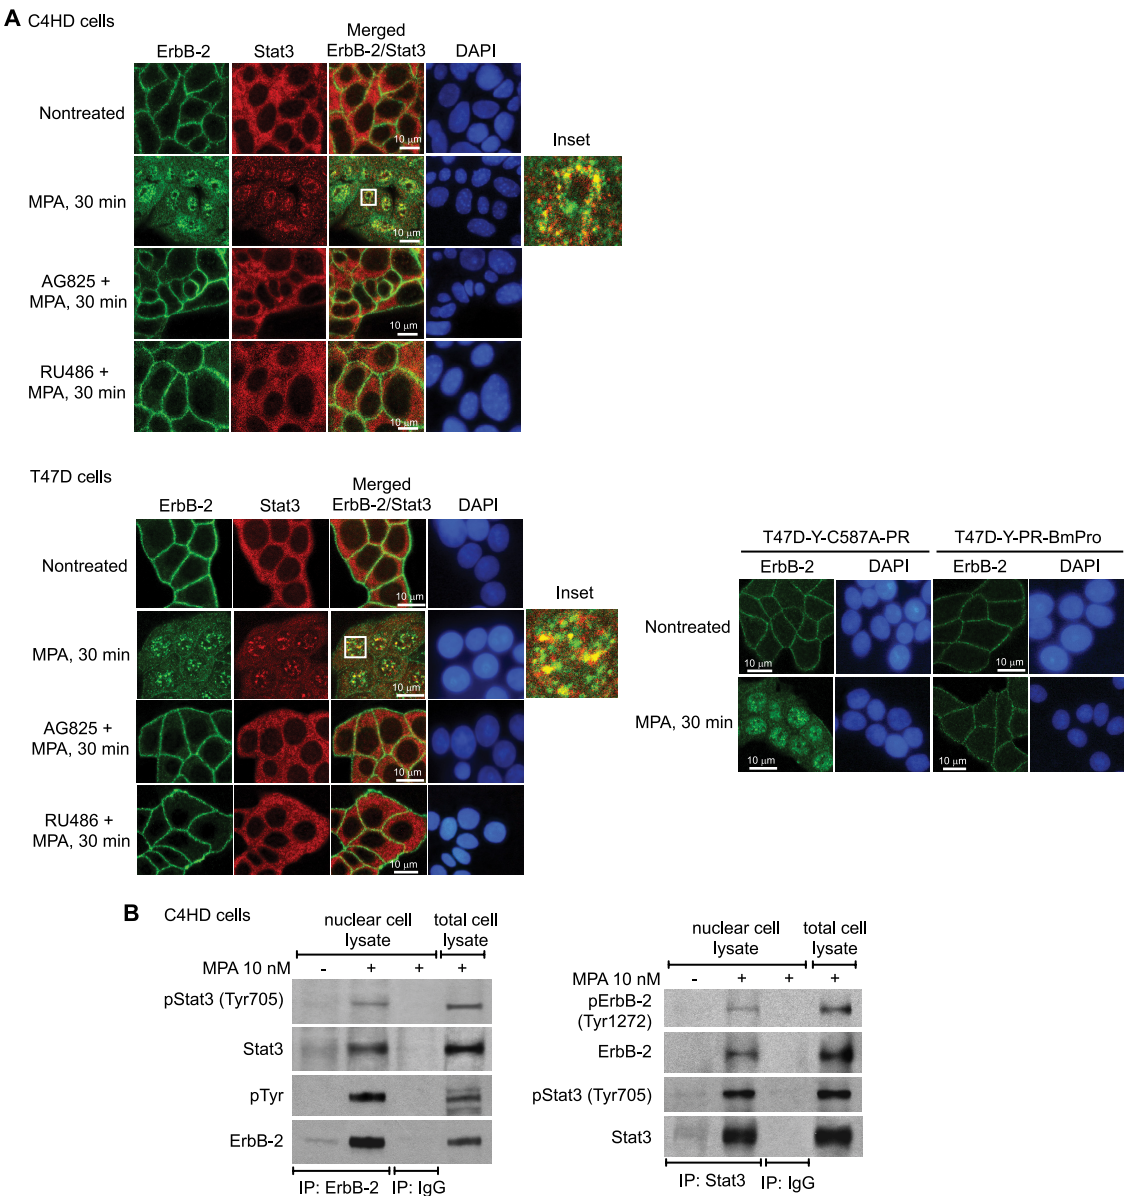 A C4HD cells
ErbB-2
Stat3
Merged
ErbB-2/Stat3
DAPI
Nontreated
10 µm
Inset
MPA, 30 min
10 µm
AG825 +
MPA, 30 min
10 µm
RU486 +
MPA, 30 min
10 µm
T47D cells
ErbB-2
Stat3
Merged
ErbB-2/Stat3
DAPI
Nontreated
10 µm
Inset
MPA, 30 min
10 µm
AG825 +
MPA, 30 min
10 µm
RU486 +
MPA, 30 min
10 µm
T47D-Y-C587A-PR
T47D-Y-PR-BmPro
ErbB-2
DAPI
ErbB-2
DAPI
Nontreated
10 µm
10 µm
MPA, 30 min
10 µm
10 µm
B C4HD cells
nuclear cell
lysate
total cell
lysate
MPA 10 nM - + + +
pStat3 (Tyr705)
Stat3
pTyr
ErbB-2
IP: ErbB-2
IP: IgG
nuclear cell
lysate
total cell
lysate
MPA 10 nM - + + +
pErbB-2
(Tyr1272)
ErbB-2
pStat3 (Tyr705)
Stat3
IP: Stat3
IP: IgG